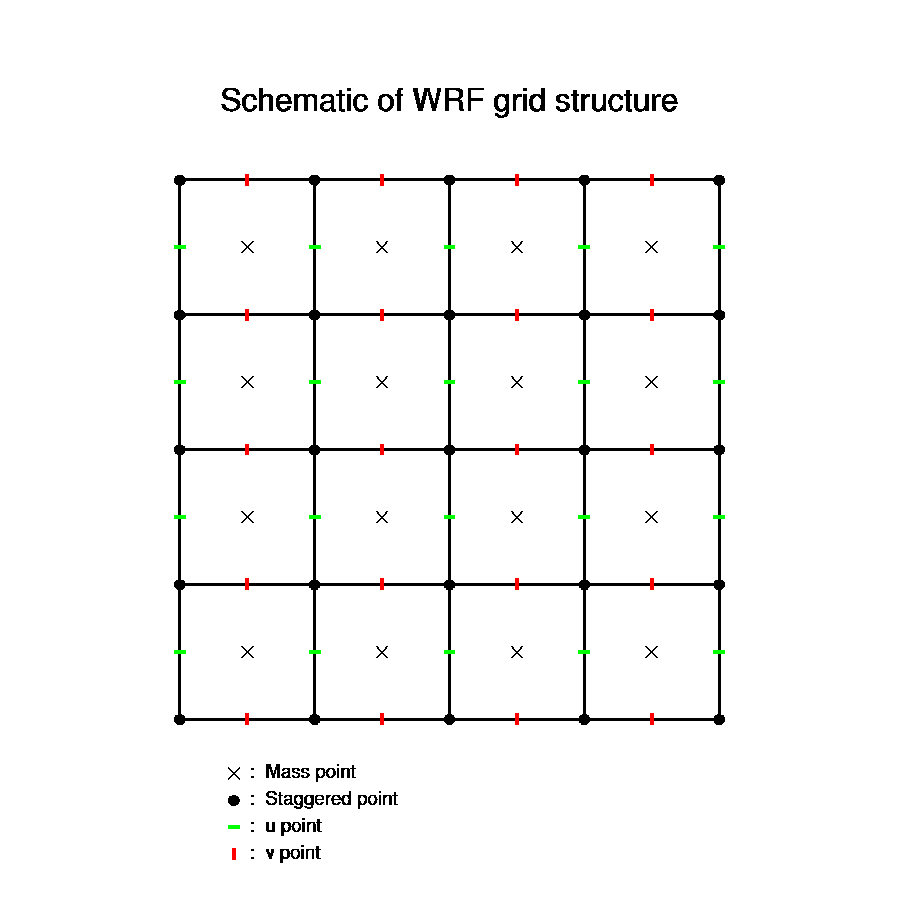 Schematic of WRF grid structure
: Mass point
: Staggered point
: u point
: v point